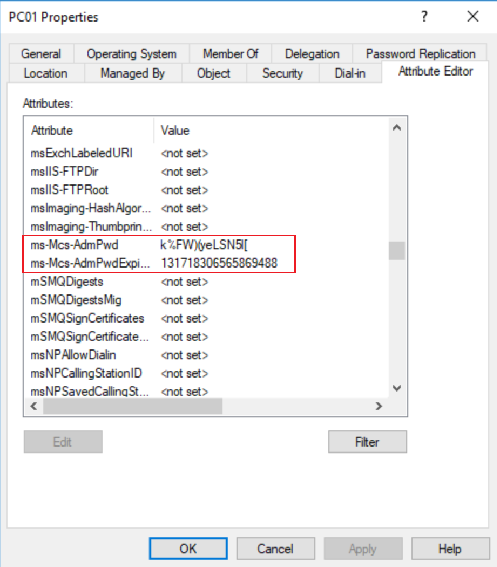 PC01 Properties
? X
General Operating System Member Of Delegation Password Replication
Location Managed By Object Security Dial-in Attribute Editor
Attributes:
Attribute Value
msExchLabeledURI <not set>
msIIS-FTPDir <not set>
msIIS-FTPRoot <not set>
msImaging-HashAlgor... <not set>
msImaging-Thumbprin... <not set>
ms-Mcs-AdmPwd k%FW)(yeLSN5l[
ms-Mcs-AdmPwdExpi... 131718306565869488
mSMQDigests <not set>
mSMQDigestsMig <not set>
mSMQSignCertificates <not set>
mSMQSignCertificate... <not set>
msNPAllowDialin <not set>
msNPCallingStationID <not set>
msNPSavedCallingSt... <not set>
Edit Filter
OK Cancel Apply Help